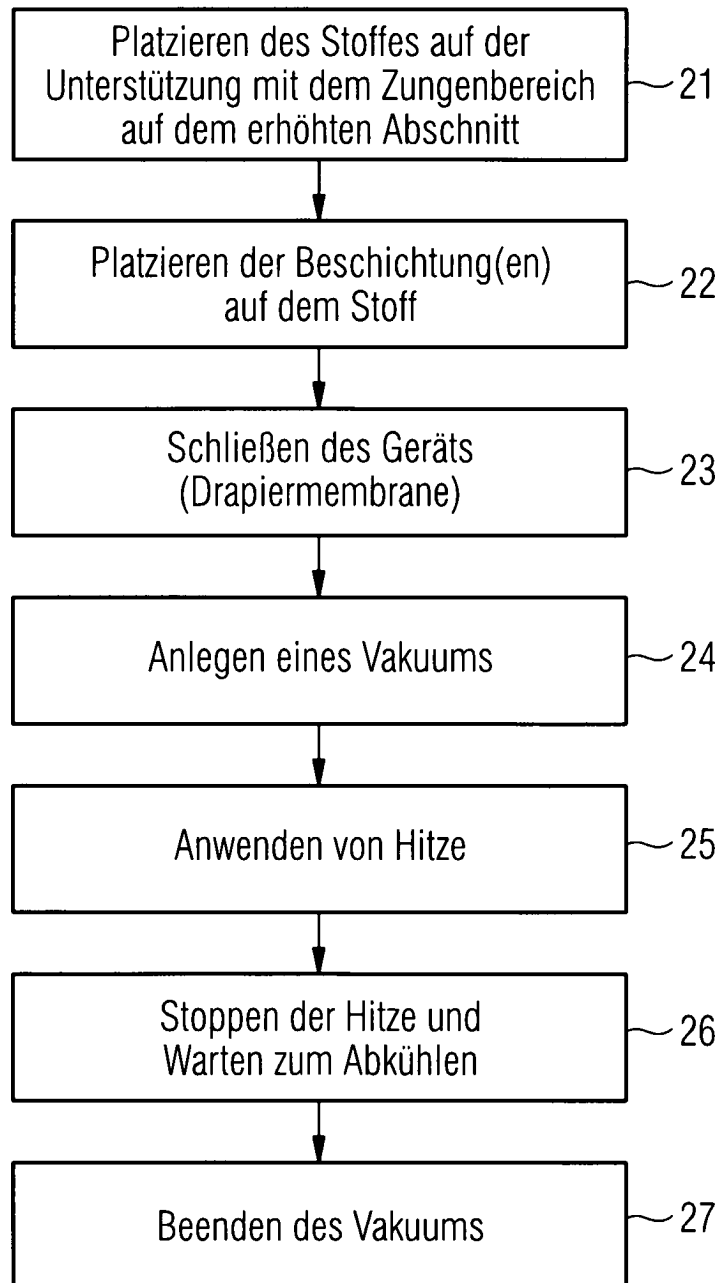 Platzieren des Stoffes auf der
Unterstützung mit dem Zungenbereich
auf dem erhöhten Abschnitt
21
Platzieren der Beschichtung(en)
auf dem Stoff
22
Schließen des Geräts
(Drapiermembrane)
23
Anlegen eines Vakuums
24
Anwenden von Hitze
25
Stoppen der Hitze und
Warten zum Abkühlen
26
Beenden des Vakuums
27